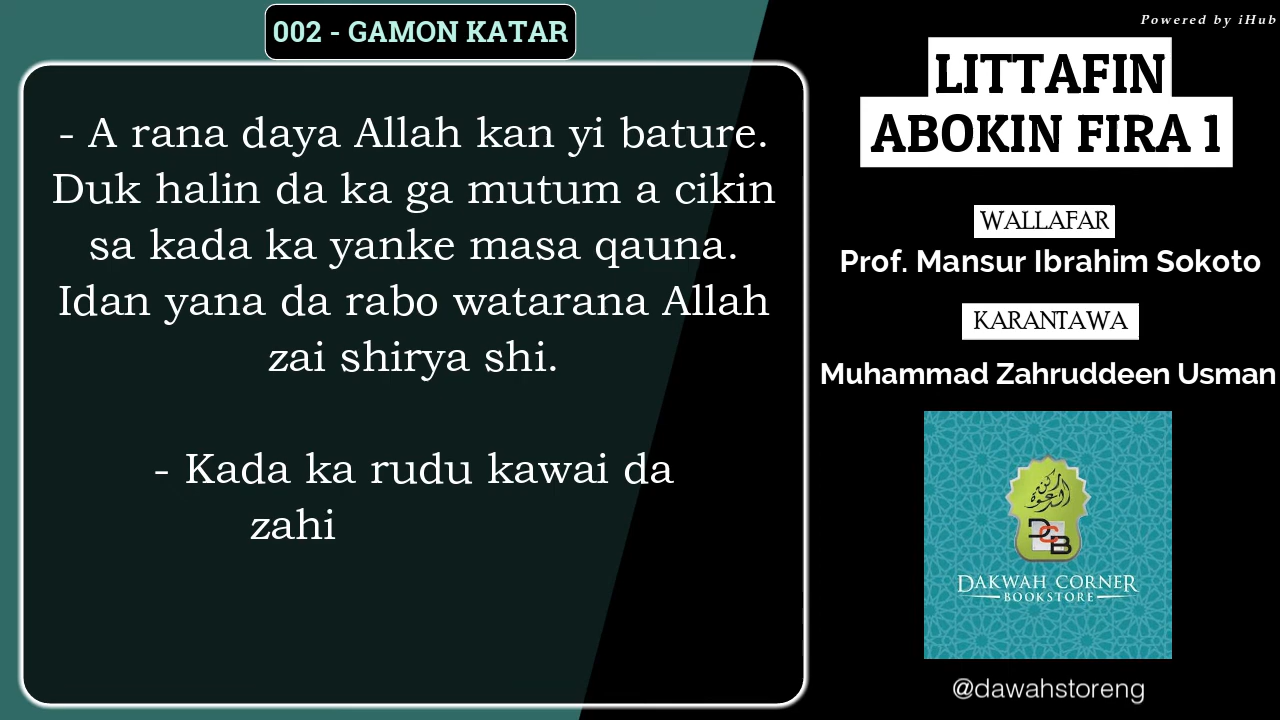 002 - GAMON KATAR
- A rana daya Allah kan yi bature.
Duk halin da ka ga mutum a cikin
sa kada ka yanke masa qauna.
Idan yana da rabo watarana Allah
zai shirya shi.
- Kada ka rudu kawai da
zahi
Powered by iHub
LITTAFIN
ABOKIN FIRA 1
WALLAFAR
Prof. Mansur Ibrahim Sokoto
KARANTAWA
Muhammad Zahruddeen Usman
ركن الدعوة
DCB
DAKWAH CORNER
BOOKSTORE
@dawahstoreng